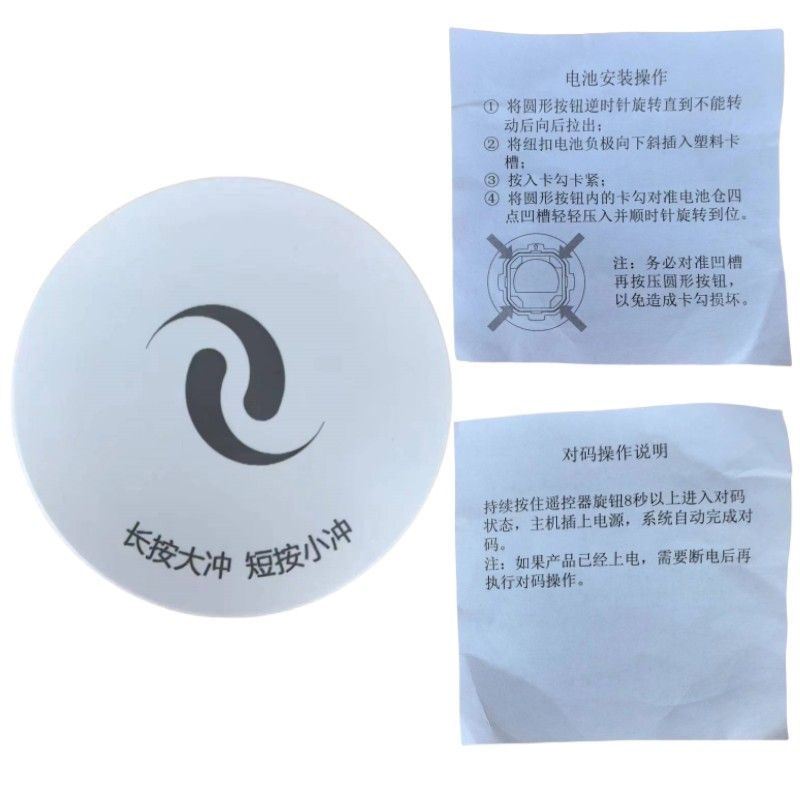 长按大冲 短按小冲
电池安装操作
① 将圆形按钮逆时针旋转直到不能转
动后向后拉出；
② 将纽扣电池负极向下斜插入塑料卡
槽；
③ 按入卡勾卡紧；
④ 将圆形按钮内的卡勾对准电池仓四
点凹槽轻轻压入并顺时针旋转到位。
注：务必对准凹槽
再按压圆形按钮，
以免造成卡勾损坏。
对码操作说明
持续按住遥控器旋钮8秒以上进入对码
状态，主机插上电源，系统自动完成对
码。
注：如果产品已经上电，需要断电后再
执行对码操作。